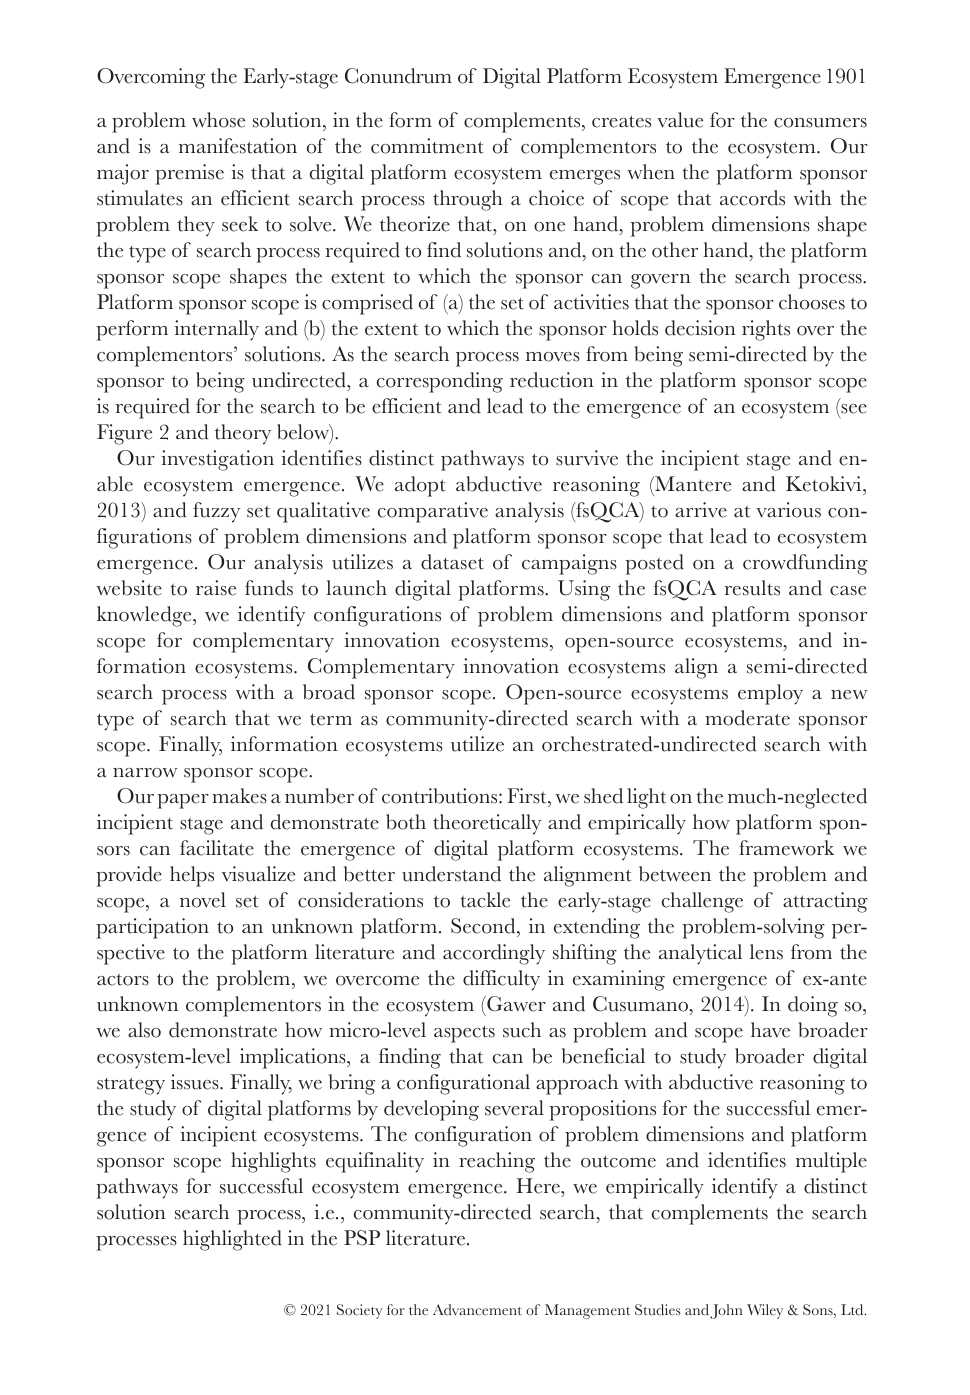 Overcoming the Early-stage Conundrum of Digital Platform Ecosystem Emergence 1901
a problem whose solution, in the form of complements, creates value for the consumers
and is a manifestation of the commitment of complementors to the ecosystem. Our
major premise is that a digital platform ecosystem emerges when the platform sponsor
stimulates an efficient search process through a choice of scope that accords with the
problem they seek to solve. We theorize that, on one hand, problem dimensions shape
the type of search process required to find solutions and, on the other hand, the platform
sponsor scope shapes the extent to which the sponsor can govern the search process.
Platform sponsor scope is comprised of (a) the set of activities that the sponsor chooses to
perform internally and (b) the extent to which the sponsor holds decision rights over the
complementors’ solutions. As the search process moves from being semi-directed by the
sponsor to being undirected, a corresponding reduction in the platform sponsor scope
is required for the search to be efficient and lead to the emergence of an ecosystem (see
Figure 2 and theory below).
Our investigation identifies distinct pathways to survive the incipient stage and en-
able ecosystem emergence. We adopt abductive reasoning (Mantere and Ketokivi,
2013) and fuzzy set qualitative comparative analysis (fsQCA) to arrive at various con-
figurations of problem dimensions and platform sponsor scope that lead to ecosystem
emergence. Our analysis utilizes a dataset of campaigns posted on a crowdfunding
website to raise funds to launch digital platforms. Using the fsQCA results and case
knowledge, we identify configurations of problem dimensions and platform sponsor
scope for complementary innovation ecosystems, open-source ecosystems, and in-
formation ecosystems. Complementary innovation ecosystems align a semi-directed
search process with a broad sponsor scope. Open-source ecosystems employ a new
type of search that we term as community-directed search with a moderate sponsor
scope. Finally, information ecosystems utilize an orchestrated-undirected search with
a narrow sponsor scope.
Our paper makes a number of contributions: First, we shed light on the much-neglected
incipient stage and demonstrate both theoretically and empirically how platform spon-
sors can facilitate the emergence of digital platform ecosystems. The framework we
provide helps visualize and better understand the alignment between the problem and
scope, a novel set of considerations to tackle the early-stage challenge of attracting
participation to an unknown platform. Second, in extending the problem-solving per-
spective to the platform literature and accordingly shifting the analytical lens from the
actors to the problem, we overcome the difficulty in examining emergence of ex-ante
unknown complementors in the ecosystem (Gawer and Cusumano, 2014). In doing so,
we also demonstrate how micro-level aspects such as problem and scope have broader
ecosystem-level implications, a finding that can be beneficial to study broader digital
strategy issues. Finally, we bring a configurational approach with abductive reasoning to
the study of digital platforms by developing several propositions for the successful emer-
gence of incipient ecosystems. The configuration of problem dimensions and platform
sponsor scope highlights equifinality in reaching the outcome and identifies multiple
pathways for successful ecosystem emergence. Here, we empirically identify a distinct
solution search process, i.e., community-directed search, that complements the search
processes highlighted in the PSP literature.
© 2021 Society for the Advancement of Management Studies and John Wiley & Sons, Ltd.